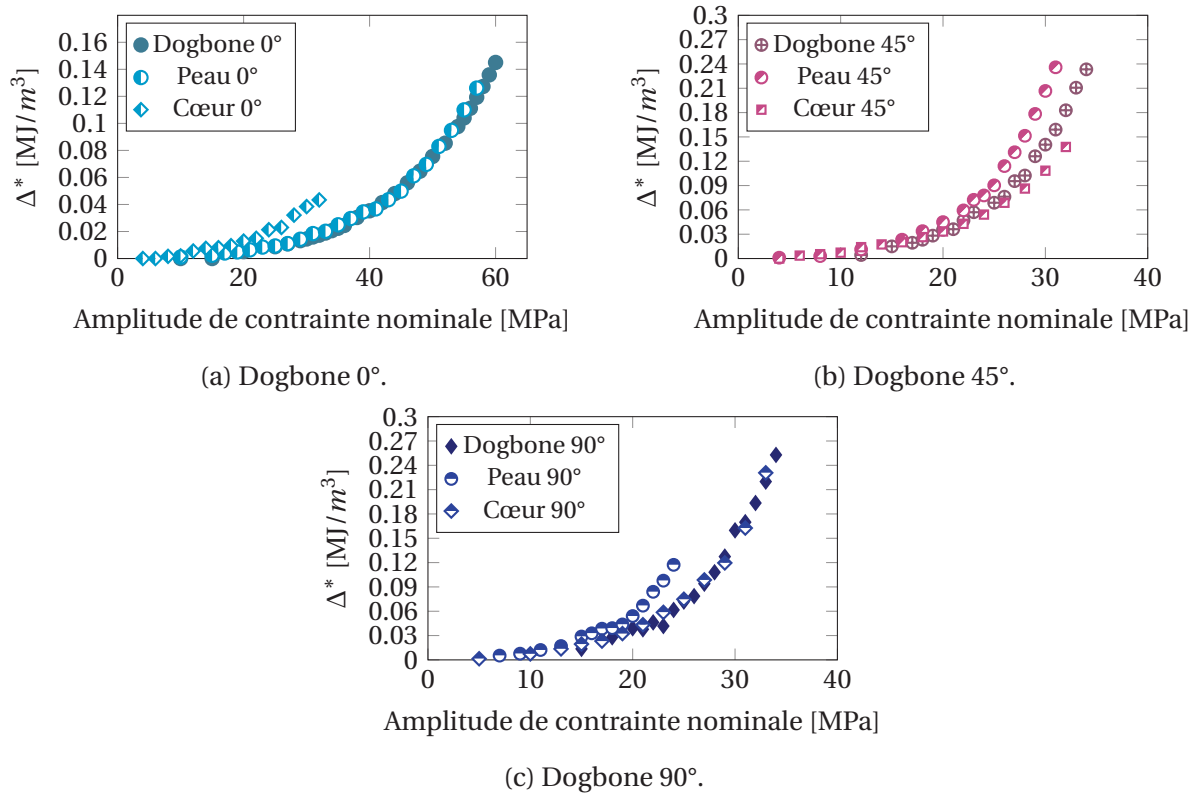 Δ* [MJ/m³]
0.16
0.14
0.12
0.1
0.08
0.06
0.04
0.02
0
Dogbone 0°
Peau 0°
Cœur 0°
0 20 40 60
Amplitude de contrainte nominale [MPa]
(a) Dogbone 0°.
Δ* [MJ/m³]
0.3
0.27
0.24
0.21
0.18
0.15
0.12
0.09
0.06
0.03
0
Dogbone 45°
Peau 45°
Cœur 45°
0 10 20 30 40
Amplitude de contrainte nominale [MPa]
(b) Dogbone 45°.
Δ* [MJ/m³]
0.3
0.27
0.24
0.21
0.18
0.15
0.12
0.09
0.06
0.03
0
Dogbone 90°
Peau 90°
Cœur 90°
0 10 20 30 40
Amplitude de contrainte nominale [MPa]
(c) Dogbone 90°.